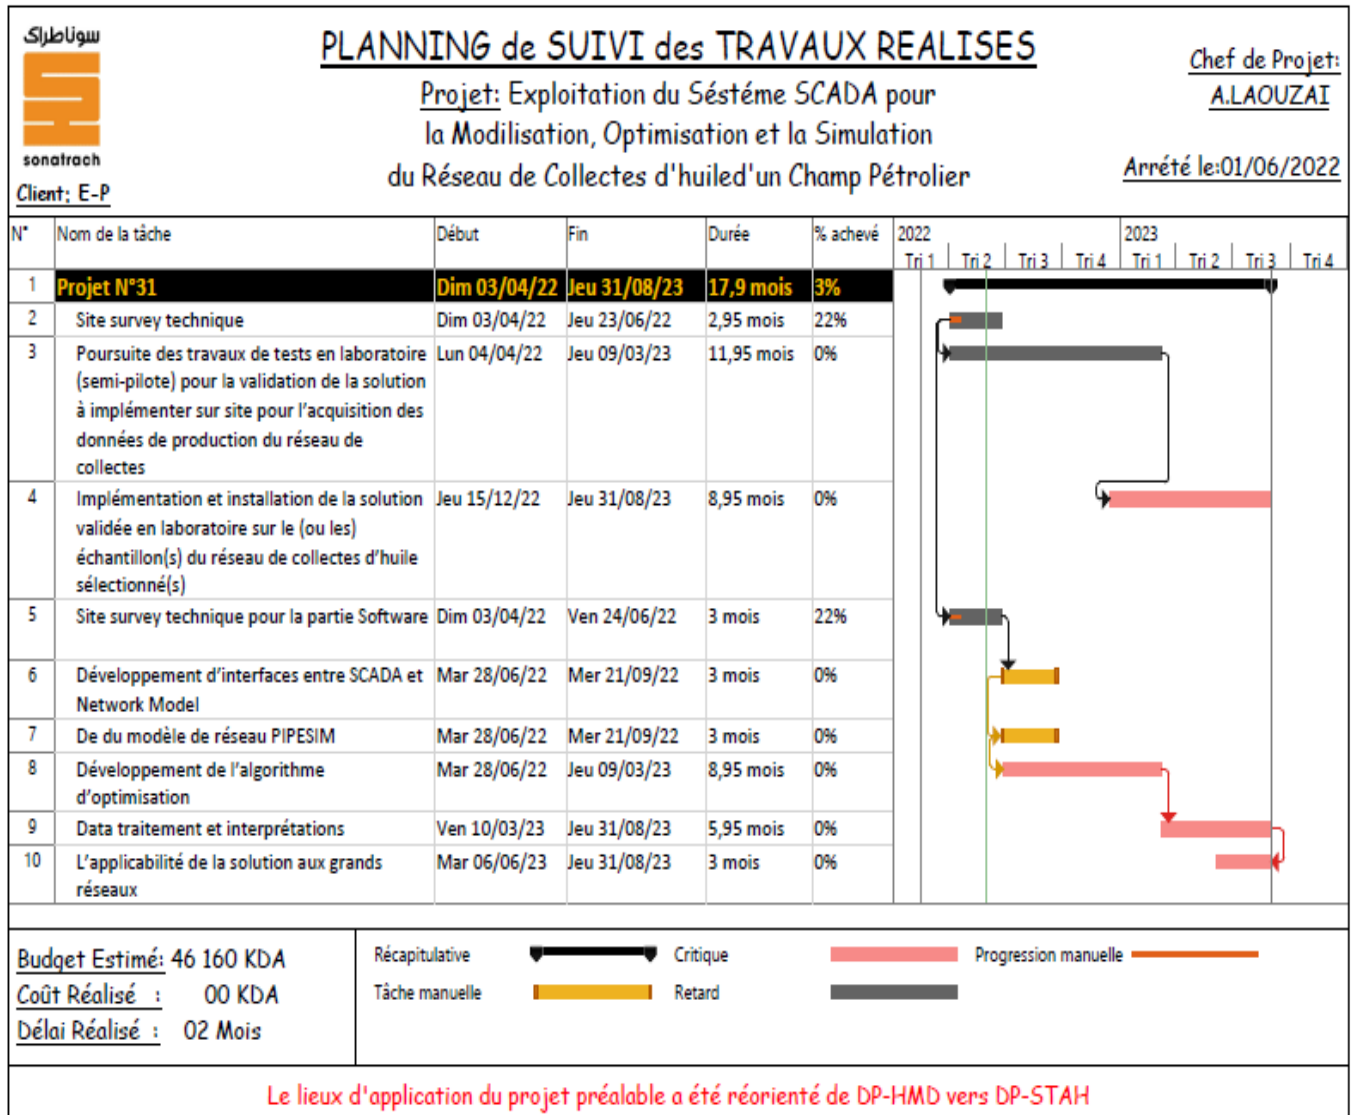 سوناطراك
sonatrach
Client: E-P
PLANNING de SUIVI des TRAVAUX REALISES
Projet: Exploitation du Séstéme SCADA pour
la Modilisation, Optimisation et la Simulation
du Réseau de Collectes d'huiled'un Champ Pétrolier
Chef de Projet:
A.LAOUZAI
Arrété le:01/06/2022
N° Nom de la tâche Début Fin Durée % achevé 2022 2023
Tri 1 Tri 2 Tri 3 Tri 4 Tri 1 Tri 2 Tri 3 Tri 4
1 Projet N°31 Dim 03/04/22 Jeu 31/08/23 17,9 mois 3%
2 Site survey technique Dim 03/04/22 Jeu 23/06/22 2,95 mois 22%
3 Poursuite des travaux de tests en laboratoire Lun 04/04/22 Jeu 09/03/23 11,95 mois 0%
(semi-pilote) pour la validation de la solution
à implémenter sur site pour l'acquisition des
données de production du réseau de
collectes
4 Implémentation et installation de la solution Jeu 15/12/22 Jeu 31/08/23 8,95 mois 0%
validée en laboratoire sur le (ou les)
échantillon(s) du réseau de collectes d'huile
sélectionné(s)
5 Site survey technique pour la partie Software Dim 03/04/22 Ven 24/06/22 3 mois 22%
6 Développement d'interfaces entre SCADA et Mar 28/06/22 Mer 21/09/22 3 mois 0%
Network Model
7 De du modèle de réseau PIPESIM Mar 28/06/22 Mer 21/09/22 3 mois 0%
8 Développement de l'algorithme Mar 28/06/22 Jeu 09/03/23 8,95 mois 0%
d'optimisation
9 Data traitement et interprétations Ven 10/03/23 Jeu 31/08/23 5,95 mois 0%
10 L'applicabilité de la solution aux grands Mar 06/06/23 Jeu 31/08/23 3 mois 0%
réseaux
Budget Estimé: 46 160 KDA
Coût Réalisé : 00 KDA
Délai Réalisé : 02 Mois
Récapitulative Critique Progression manuelle
Tâche manuelle Retard
Le lieux d'application du projet préalable a été réorienté de DP-HMD vers DP-STAH